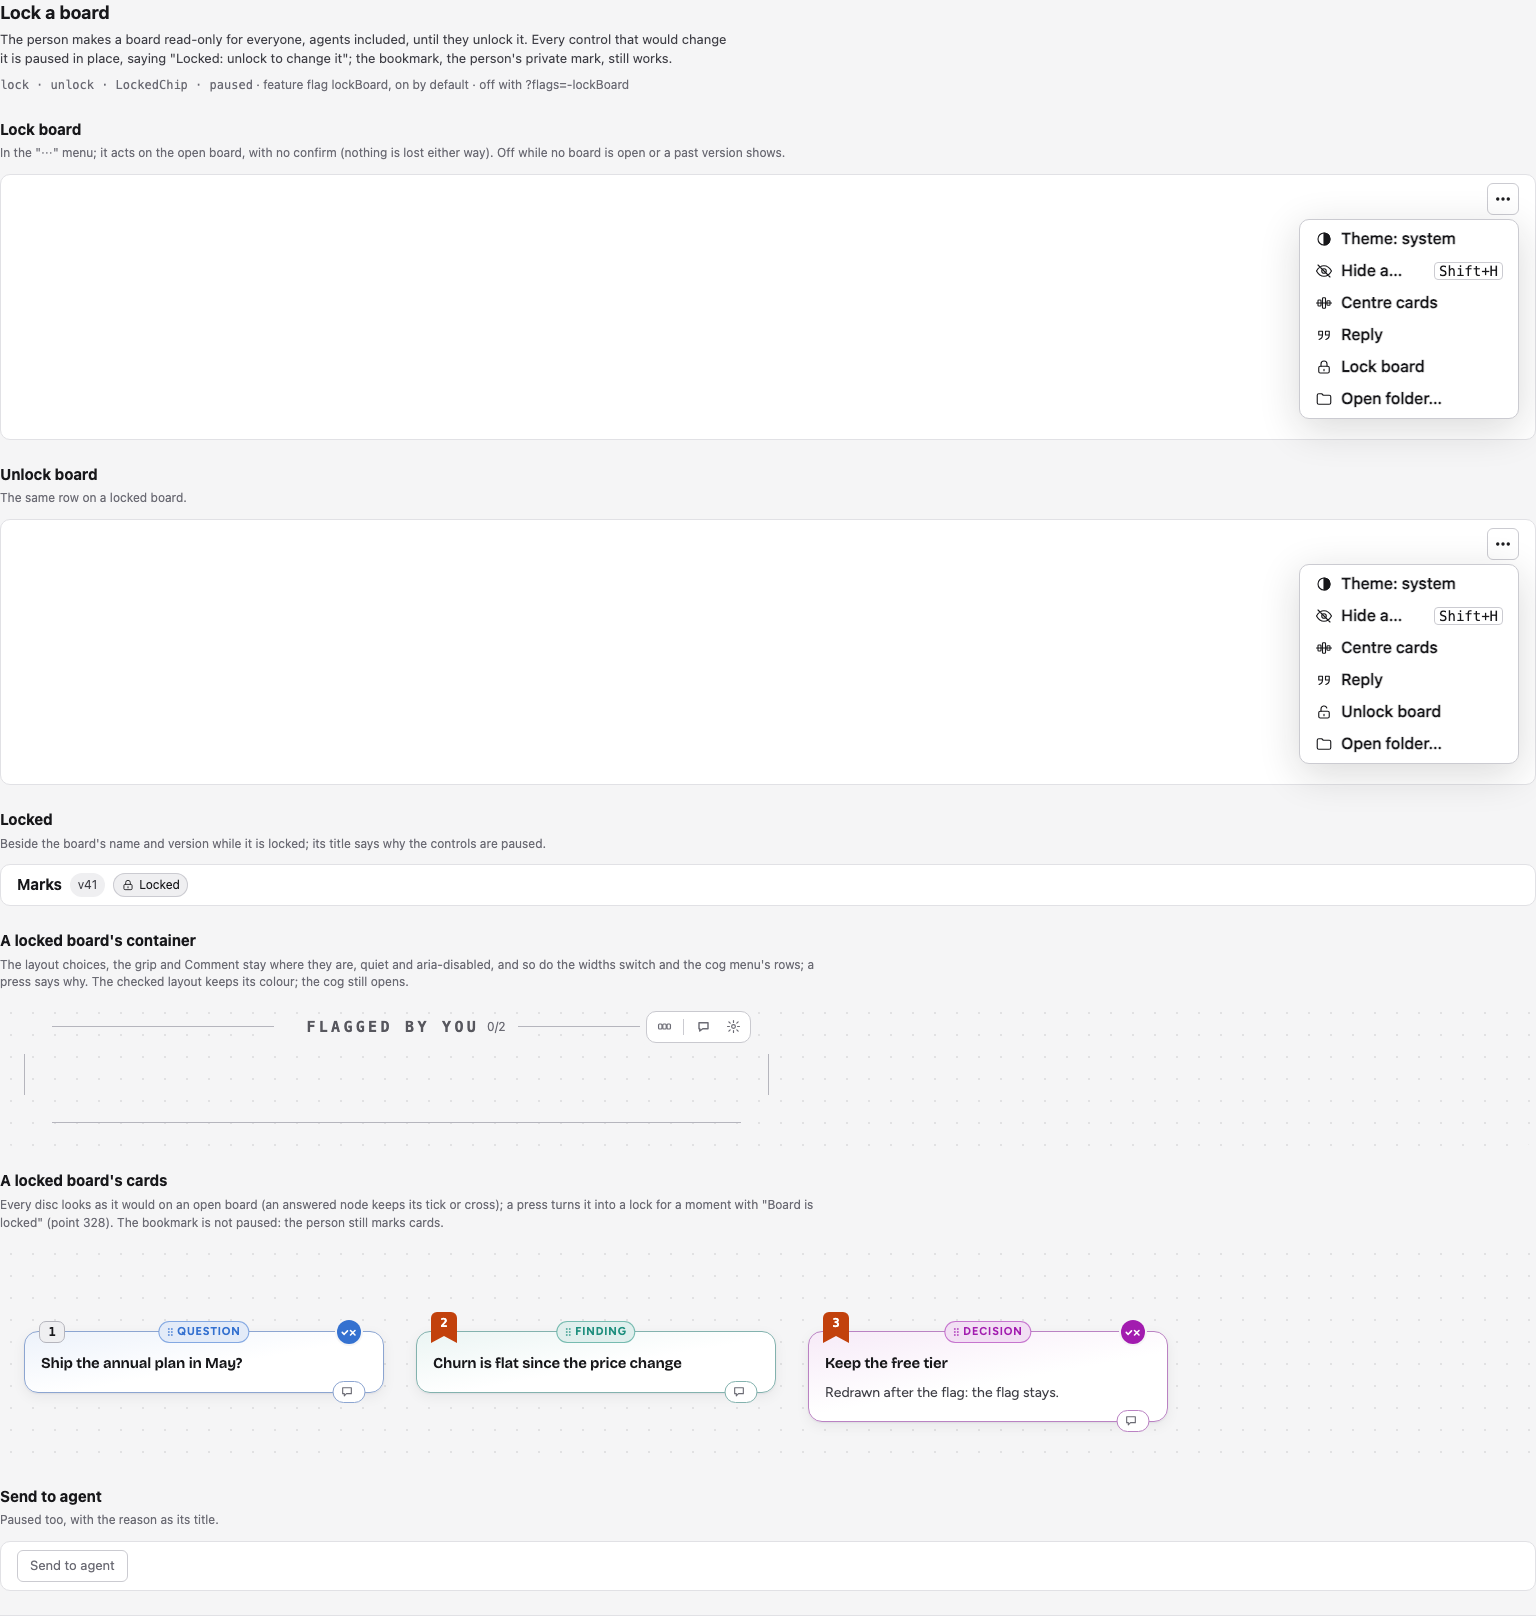 Lock a board
The person makes a board read-only for everyone, agents included, until they unlock it. Every control that would change
it is paused in place, saying "Locked: unlock to change it"; the bookmark, the person's private mark, still works.
lock · unlock · LockedChip · paused · feature flag lockBoard, on by default · off with ?flags=-lockBoard
Lock board
In the "···" menu; it acts on the open board, with no confirm (nothing is lost either way). Off while no board is open or a past version shows.
Theme: system
Hide a... Shift+H
Centre cards
Reply
Lock board
Open folder...
Unlock board
The same row on a locked board.
Theme: system
Hide a... Shift+H
Centre cards
Reply
Unlock board
Open folder...
Locked
Beside the board's name and version while it is locked; its title says why the controls are paused.
Marks v41 Locked
A locked board's container
The layout choices, the grip and Comment stay where they are, quiet and aria-disabled, and so do the widths switch and the cog menu's rows; a
press says why. The checked layout keeps its colour; the cog still opens.
FLAGGED BY YOU 0/2
A locked board's cards
Every disc looks as it would on an open board (an answered node keeps its tick or cross); a press turns it into a lock for a moment with "Board is
locked" (point 328). The bookmark is not paused: the person still marks cards.
1 QUESTION
Ship the annual plan in May?
2 FINDING
Churn is flat since the price change
3 DECISION
Keep the free tier
Redrawn after the flag: the flag stays.
Send to agent
Paused too, with the reason as its title.
Send to agent